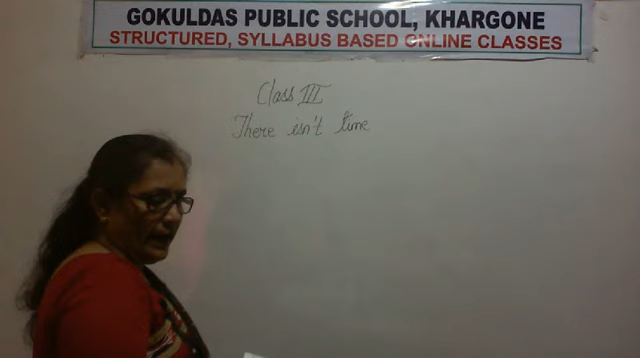 GOKULDAS PUBLIC SCHOOL, KHARGONE
STRUCTURED, SYLLABUS BASED ONLINE CLASSES
Class III
There isn't time